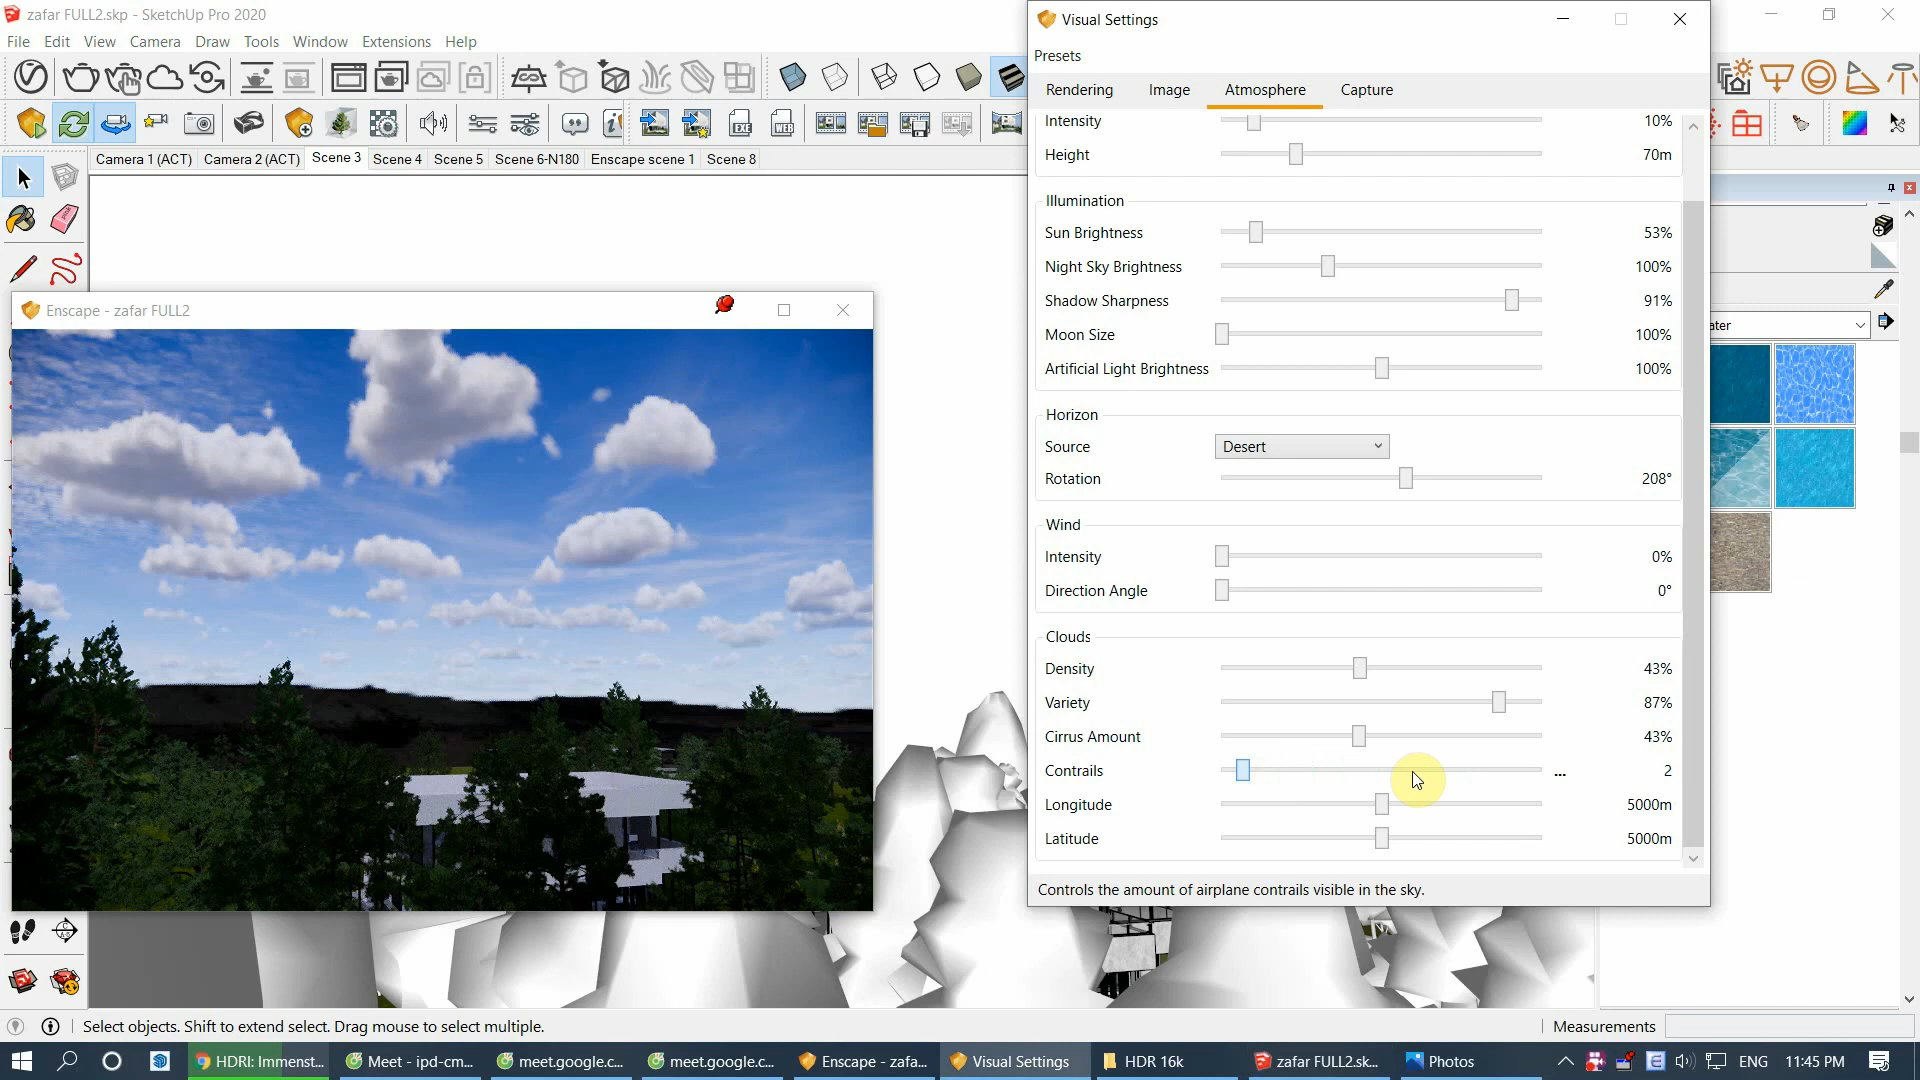 zafar FULL2.skp - SketchUp Pro 2020
File Edit View Camera Draw Tools Window Extensions Help
Camera 1 (ACT) Camera 2 (ACT) Scene 3 Scene 4 Scene 5 Scene 6-N180 Enscape scene 1 Scene 8
Enscape - zafar FULL2
Visual Settings
Presets
Rendering Image Atmosphere Capture
Intensity 10%
Height 70m
Illumination
Sun Brightness 53%
Night Sky Brightness 100%
Shadow Sharpness 91%
Moon Size 100%
Artificial Light Brightness 100%
Horizon
Source Desert
Rotation 208°
Wind
Intensity 0%
Direction Angle 0°
Clouds
Density 43%
Variety 87%
Cirrus Amount 43%
Contrails ... 2
Longitude 5000m
Latitude 5000m
Controls the amount of airplane contrails visible in the sky.
ater
Select objects. Shift to extend select. Drag mouse to select multiple.
Measurements
HDRI: Immenst... Meet - ipd-cm... meet.google.c... meet.google.c... Enscape - zafa... Visual Settings HDR 16k zafar FULL2.sk... Photos ENG 11:45 PM